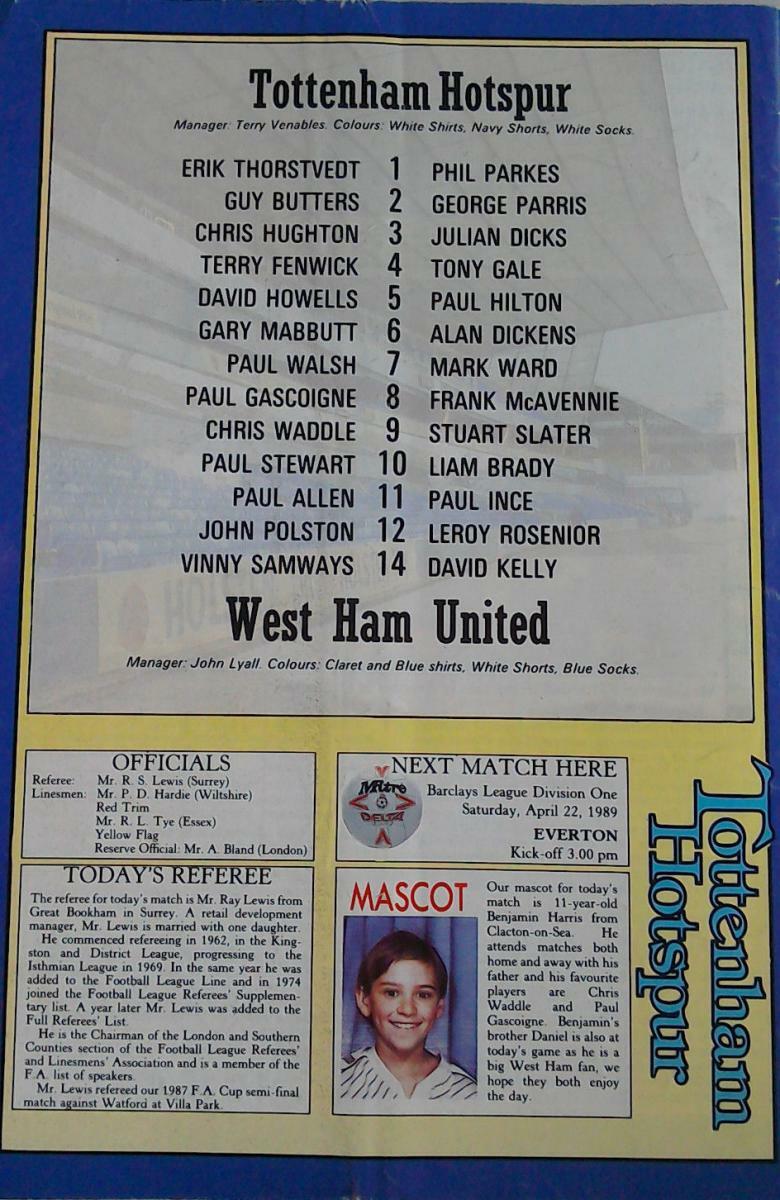 Tottenham Hotspur
Manager: Terry Venables. Colours: White Shirts, Navy Shorts, White Socks.
ERIK THORSTVEDT 1 PHIL PARKES
GUY BUTTERS 2 GEORGE PARRIS
CHRIS HUGHTON 3 JULIAN DICKS
TERRY FENWICK 4 TONY GALE
DAVID HOWELLS 5 PAUL HILTON
GARY MABBUTT 6 ALAN DICKENS
PAUL WALSH 7 MARK WARD
PAUL GASCOIGNE 8 FRANK McAVENNIE
CHRIS WADDLE 9 STUART SLATER
PAUL STEWART 10 LIAM BRADY
PAUL ALLEN 11 PAUL INCE
JOHN POLSTON 12 LEROY ROSENIOR
VINNY SAMWAYS 14 DAVID KELLY
West Ham United
Manager: John Lyall. Colours: Claret and Blue shirts, White Shorts, Blue Socks.
OFFICIALS
Referee: Mr. R. S. Lewis (Surrey)
Linesmen: Mr. P. D. Hardie (Wiltshire)
Red Trim
Mr. R. L. Tye (Essex)
Yellow Flag
Reserve Official: Mr. A. Bland (London)
TODAY'S REFEREE
The referee for today's match is Mr. Ray Lewis from
Great Bookham in Surrey. A retail development
manager, Mr. Lewis is married with one daughter.
He commenced refereeing in 1962, in the King-
ston and District League, progressing to the
Isthmian League in 1969. In the same year he was
added to the Football League Line and in 1974
joined the Football League Referees' Supplemen-
tary list. A year later Mr. Lewis was added to the
Full Referees' List.
He is the Chairman of the London and Southern
Counties section of the Football League Referees'
and Linesmens' Association and is a member of the
F.A. list of speakers.
Mr. Lewis refereed our 1987 F.A. Cup semi-final
match against Watford at Villa Park.
NEXT MATCH HERE
Mitre
DELTA
Barclays League Division One
Saturday, April 22, 1989
EVERTON
Kick-off 3.00 pm
MASCOT
Our mascot for today's
match is 11-year-old
Benjamin Harris from
Clacton-on-Sea. He
attends matches both
home and away with his
father and his favourite
players are Chris
Waddle and Paul
Gascoigne. Benjamin's
brother Daniel is also at
today's game as he is a
big West Ham fan, we
hope they both enjoy
the day.
Tottenham
Hotspur